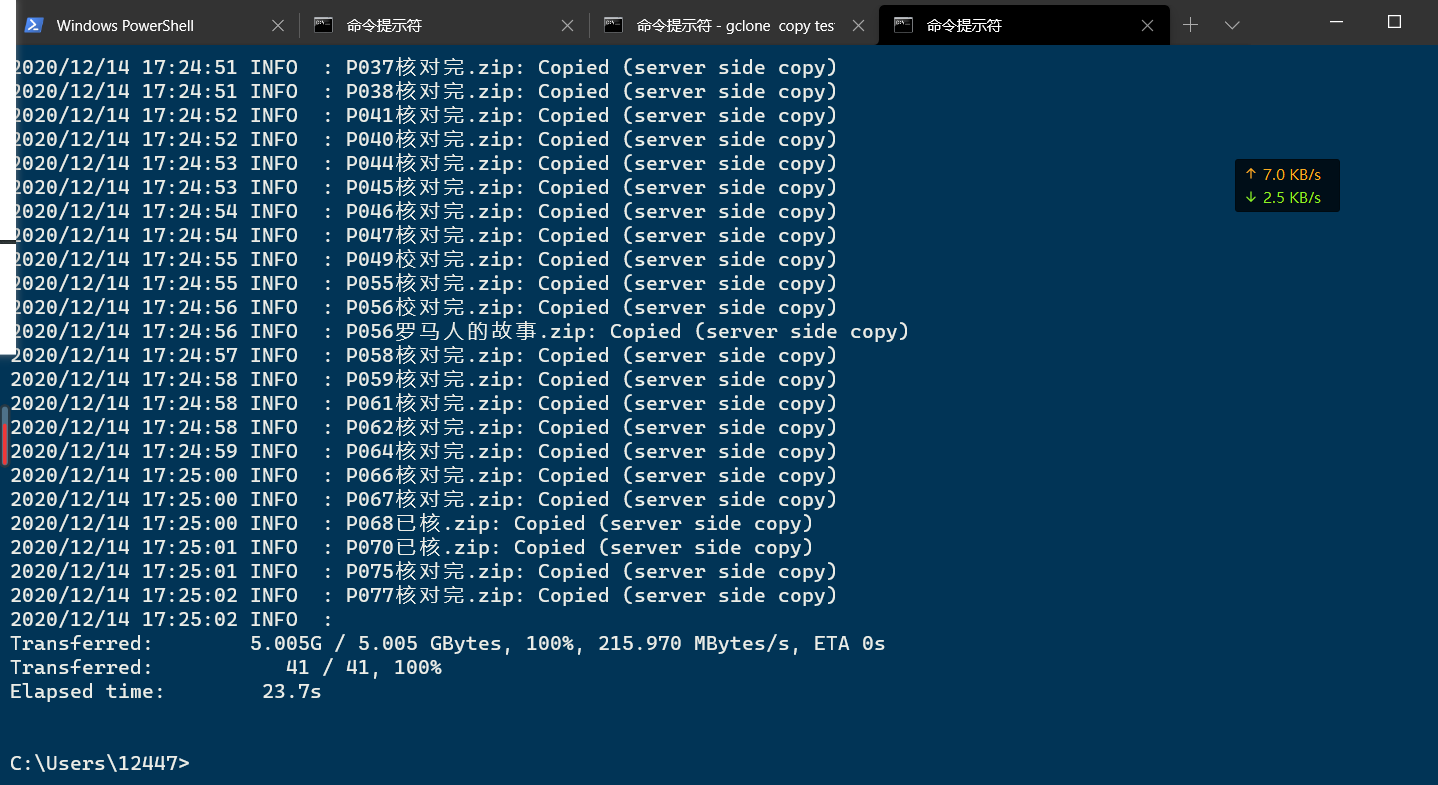 Windows PowerShell
命令提示符
命令提示符 - gclone copy tes
命令提示符
2020/12/14 17:24:51 INFO  : P037核对完.zip: Copied (server side copy)
2020/12/14 17:24:51 INFO  : P038核对完.zip: Copied (server side copy)
2020/12/14 17:24:52 INFO  : P041核对完.zip: Copied (server side copy)
2020/12/14 17:24:52 INFO  : P040核对完.zip: Copied (server side copy)
2020/12/14 17:24:53 INFO  : P044核对完.zip: Copied (server side copy)
2020/12/14 17:24:53 INFO  : P045核对完.zip: Copied (server side copy)
2020/12/14 17:24:54 INFO  : P046核对完.zip: Copied (server side copy)
2020/12/14 17:24:54 INFO  : P047核对完.zip: Copied (server side copy)
2020/12/14 17:24:55 INFO  : P049校对完.zip: Copied (server side copy)
2020/12/14 17:24:55 INFO  : P055核对完.zip: Copied (server side copy)
2020/12/14 17:24:56 INFO  : P056校对完.zip: Copied (server side copy)
2020/12/14 17:24:56 INFO  : P056罗马人的故事.zip: Copied (server side copy)
2020/12/14 17:24:57 INFO  : P058核对完.zip: Copied (server side copy)
2020/12/14 17:24:58 INFO  : P059核对完.zip: Copied (server side copy)
2020/12/14 17:24:58 INFO  : P061核对完.zip: Copied (server side copy)
2020/12/14 17:24:58 INFO  : P062核对完.zip: Copied (server side copy)
2020/12/14 17:24:59 INFO  : P064核对完.zip: Copied (server side copy)
2020/12/14 17:25:00 INFO  : P066核对完.zip: Copied (server side copy)
2020/12/14 17:25:00 INFO  : P067核对完.zip: Copied (server side copy)
2020/12/14 17:25:00 INFO  : P068已核.zip: Copied (server side copy)
2020/12/14 17:25:01 INFO  : P070已核.zip: Copied (server side copy)
2020/12/14 17:25:01 INFO  : P075核对完.zip: Copied (server side copy)
2020/12/14 17:25:02 INFO  : P077核对完.zip: Copied (server side copy)
2020/12/14 17:25:02 INFO  :
Transferred:        5.005G / 5.005 GBytes, 100%, 215.970 MBytes/s, ETA 0s
Transferred:           41 / 41, 100%
Elapsed time:        23.7s
C:\Users\12447>
↑ 7.0 KB/s
↓ 2.5 KB/s